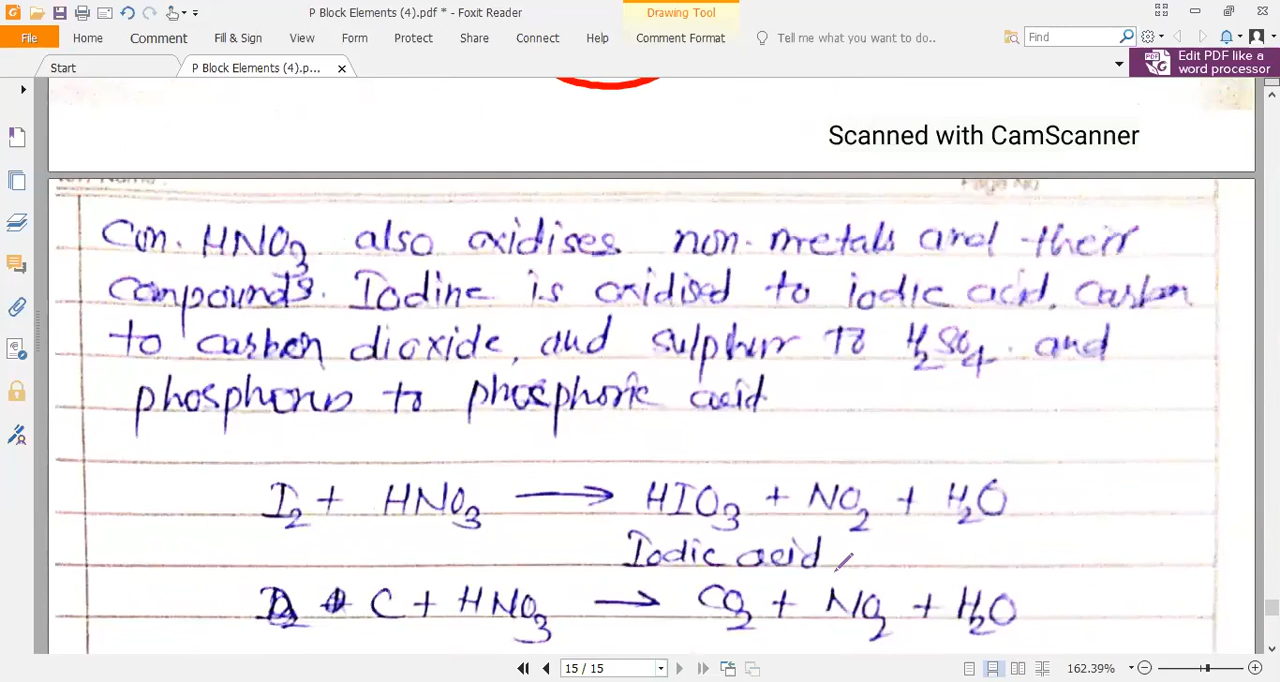 P Block Elements (4).pdf * - Foxit Reader
Drawing Tool
File Home Comment Fill & Sign View Form Protect Share Connect Help Comment Format Tell me what you want to do.. Find
Start P Block Elements (4).p... Edit PDF like a
word processor
Scanned with CamScanner
Page No
Con. HNO3 also oxidises non-metals and their
compounds. Iodine is oxidised to iodic acid, carbon
to carbon dioxide, and sulphur to H2SO4. and
phosphorus to phosphoric acid
I2 + HNO3 → HIO3 + NO2 + H2O
Iodic acid
C + HNO3 → CO2 + NO2 + H2O
15 / 15 162.39%